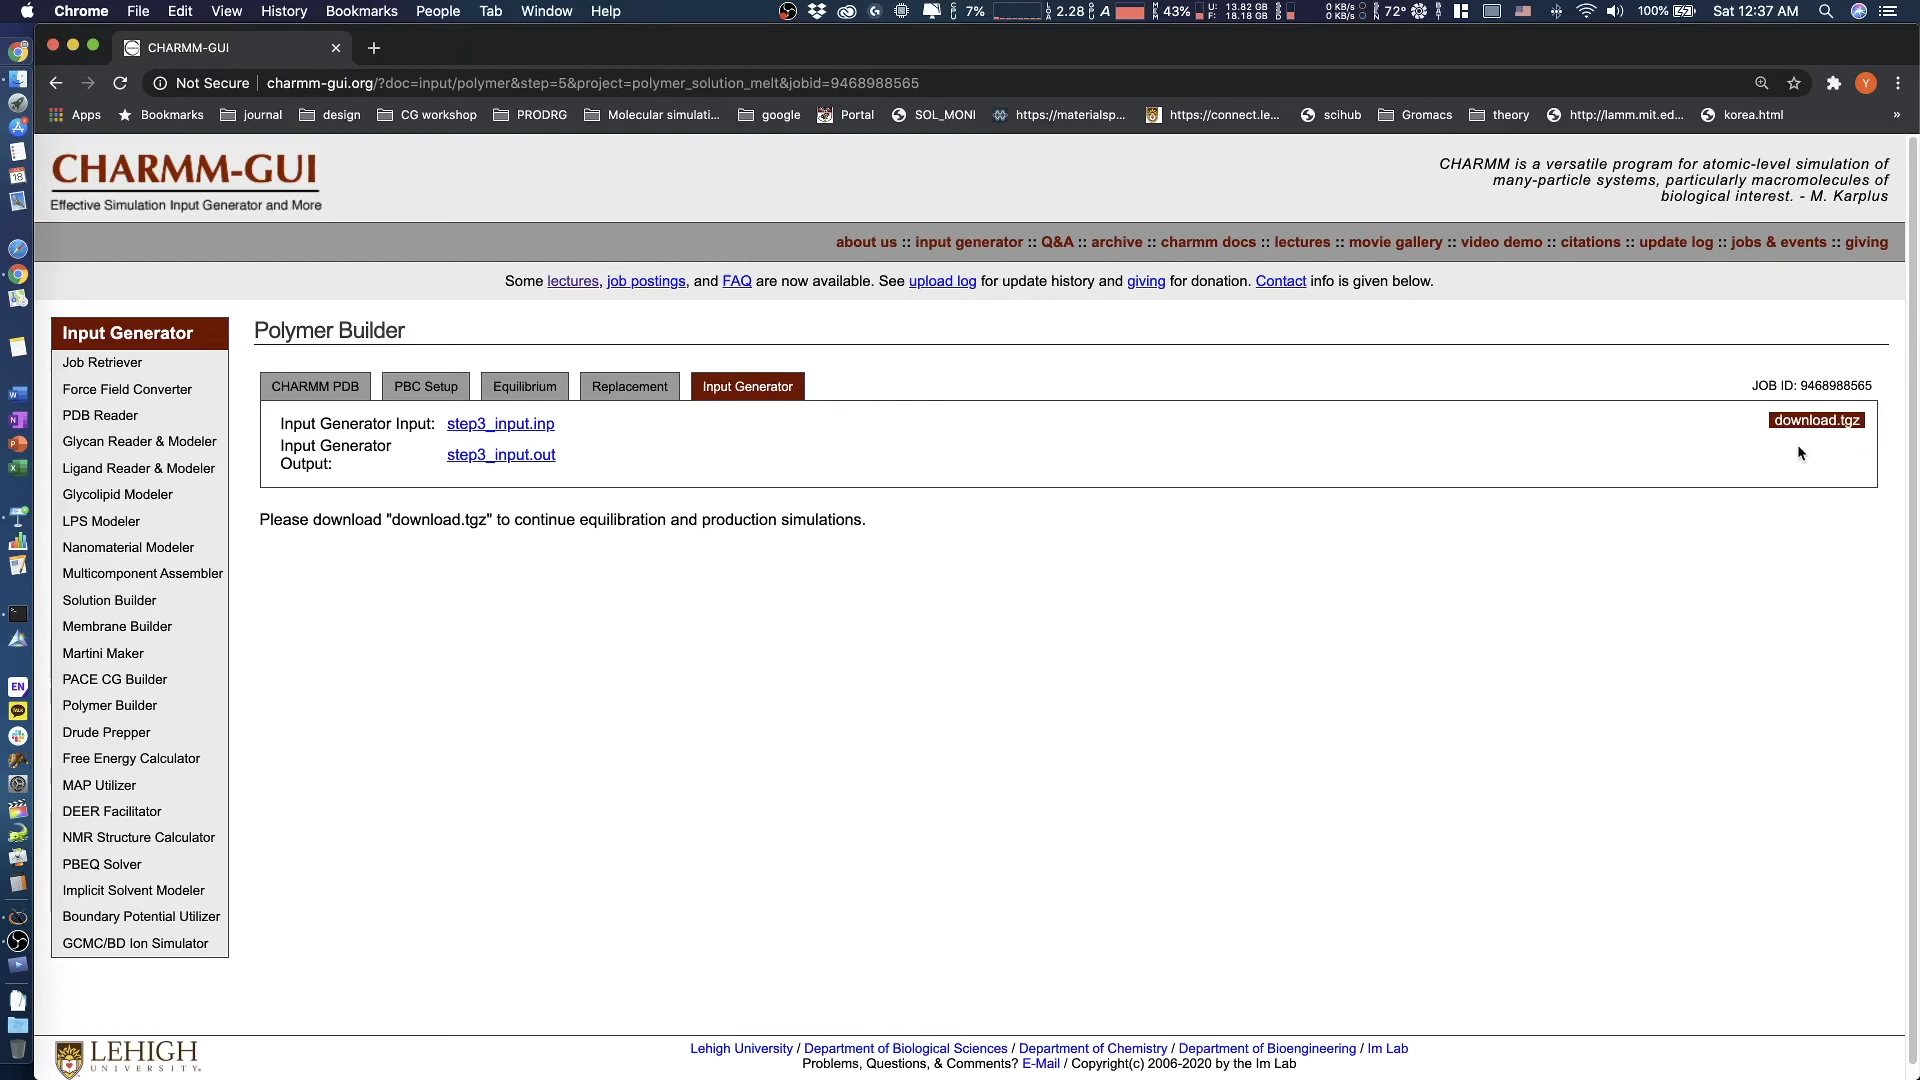 Chrome File Edit View History Bookmarks People Tab Window Help 7% 2.28 43% U: 13.82 GB F: 18.18 GB 0 KB/s 0 KB/s 72° 100% Sat 12:37 AM
CHARMM-GUI
Not Secure charmm-gui.org/?doc=input/polymer&step=5&project=polymer_solution_melt&jobid=9468988565 Y
Apps Bookmarks journal design CG workshop PRODRG Molecular simulati... google Portal SOL_MONI https://materialsp... https://connect.le... scihub Gromacs theory http://lamm.mit.ed... korea.html »
CHARMM-GUI
Effective Simulation Input Generator and More
CHARMM is a versatile program for atomic-level simulation of
many-particle systems, particularly macromolecules of
biological interest. - M. Karplus
about us :: input generator :: Q&A :: archive :: charmm docs :: lectures :: movie gallery :: video demo :: citations :: update log :: jobs & events :: giving
Some lectures, job postings, and FAQ are now available. See upload log for update history and giving for donation. Contact info is given below.
Input Generator
Job Retriever
Force Field Converter
PDB Reader
Glycan Reader & Modeler
Ligand Reader & Modeler
Glycolipid Modeler
LPS Modeler
Nanomaterial Modeler
Multicomponent Assembler
Solution Builder
Membrane Builder
Martini Maker
PACE CG Builder
Polymer Builder
Drude Prepper
Free Energy Calculator
MAP Utilizer
DEER Facilitator
NMR Structure Calculator
PBEQ Solver
Implicit Solvent Modeler
Boundary Potential Utilizer
GCMC/BD Ion Simulator
Polymer Builder
CHARMM PDB PBC Setup Equilibrium Replacement Input Generator JOB ID: 9468988565
Input Generator Input: step3_input.inp download.tgz
Input Generator
Output: step3_input.out
Please download "download.tgz" to continue equilibration and production simulations.
LEHIGH
UNIVERSITY
Lehigh University / Department of Biological Sciences / Department of Chemistry / Department of Bioengineering / Im Lab
Problems, Questions, & Comments? E-Mail / Copyright(c) 2006-2020 by the Im Lab